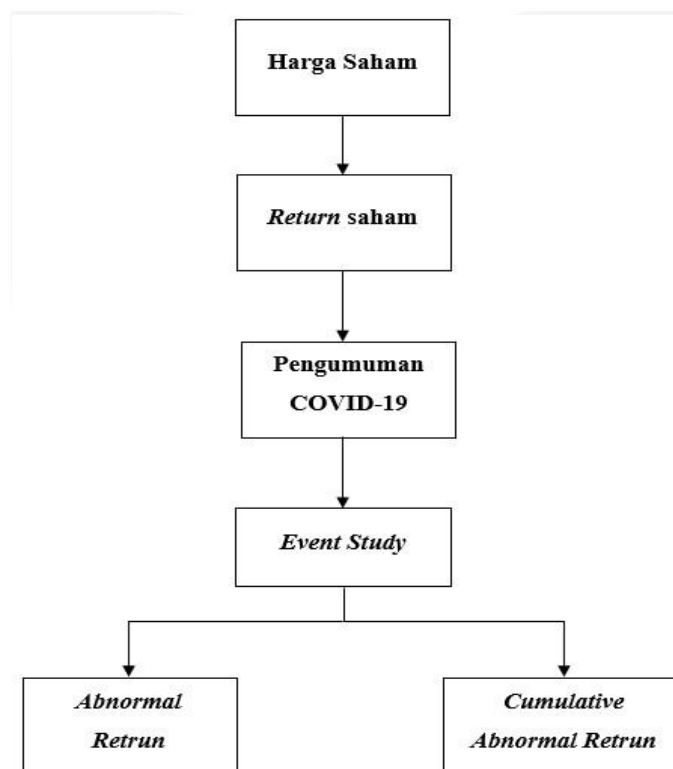 Harga Saham
Return saham
Pengumuman
COVID-19
Event Study
Abnormal
Retrun
Cumulative
Abnormal Retrun